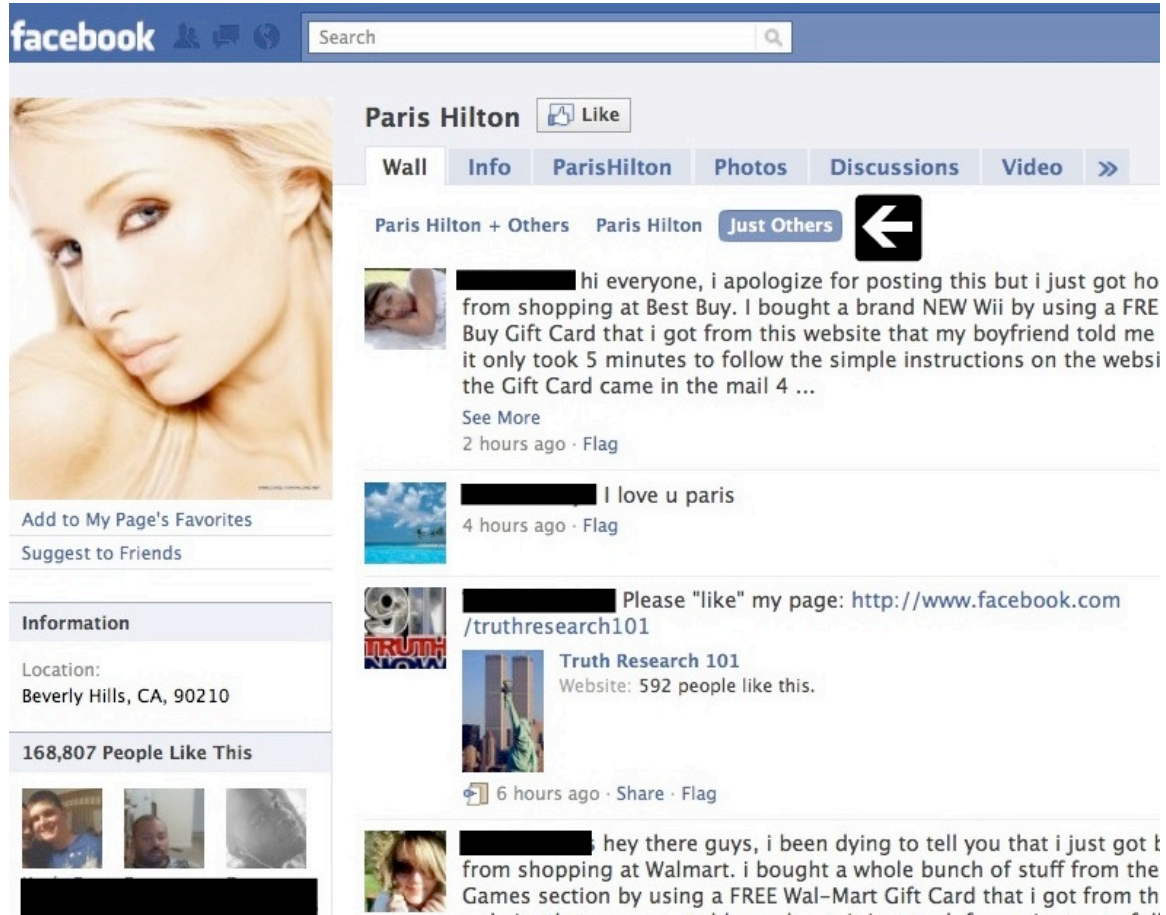 facebook
Search
Paris Hilton
Like
Wall Info ParisHilton Photos Discussions Video »
Paris Hilton + Others Paris Hilton Just Others
hi everyone, i apologize for posting this but i just got ho
from shopping at Best Buy. I bought a brand NEW Wii by using a FRE
Buy Gift Card that i got from this website that my boyfriend told me
it only took 5 minutes to follow the simple instructions on the websi
the Gift Card came in the mail 4 ...
See More
2 hours ago · Flag
I love u paris
4 hours ago · Flag
9/11
TRUTH
NOW
Please "like" my page: http://www.facebook.com
/truthresearch101
Truth Research 101
Website: 592 people like this.
6 hours ago · Share · Flag
hey there guys, i been dying to tell you that i just got b
from shopping at Walmart. i bought a whole bunch of stuff from the
Games section by using a FREE Wal-Mart Gift Card that i got from th
Add to My Page's Favorites
Suggest to Friends
Information
Location:
Beverly Hills, CA, 90210
168,807 People Like This